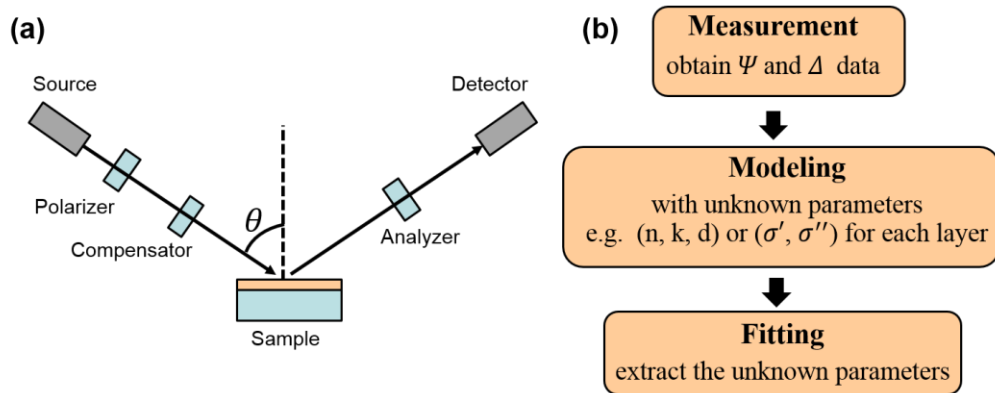 (a)
Source
Polarizer
Compensator
θ
Sample
Analyzer
Detector
(b)
Measurement
obtain Ψ and Δ data
Modeling
with unknown parameters
e.g. (n, k, d) or (σ′, σ′′) for each layer
Fitting
extract the unknown parameters